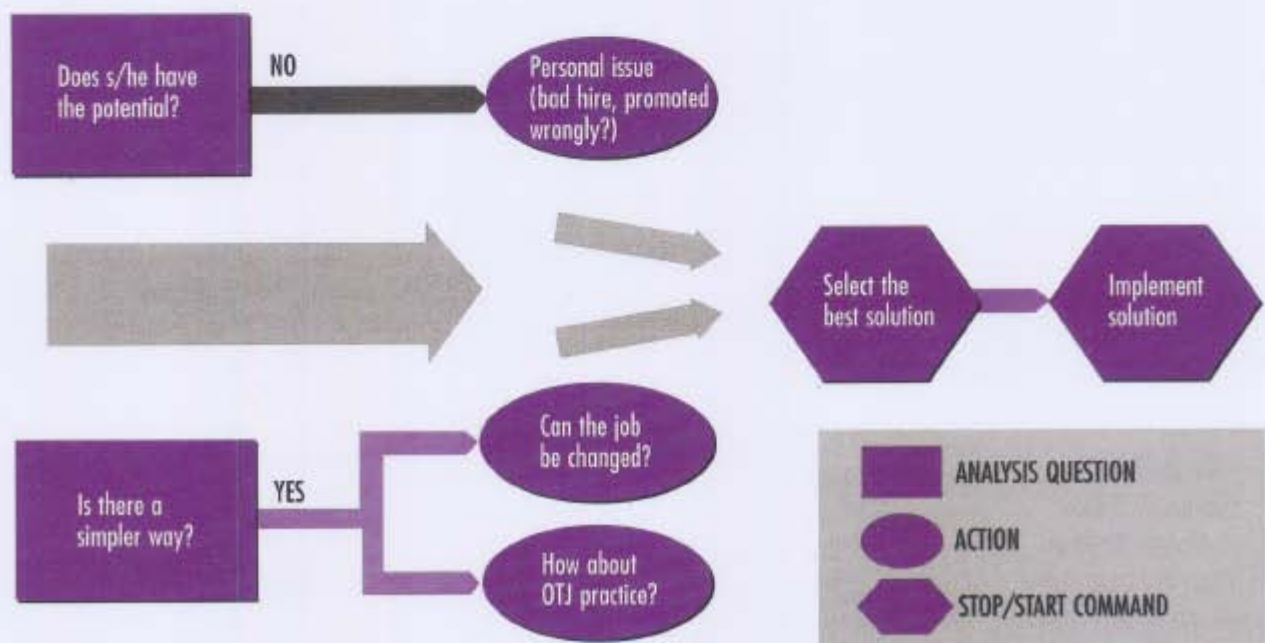 Does s/he have
the potential?
NO
Personal issue
(bad hire, promoted
wrongly?)
Select the
best solution
Implement
solution
Is there a
simpler way?
YES
Can the job
be changed?
How about
OTJ practice?
ANALYSIS QUESTION
ACTION
STOP/START COMMAND